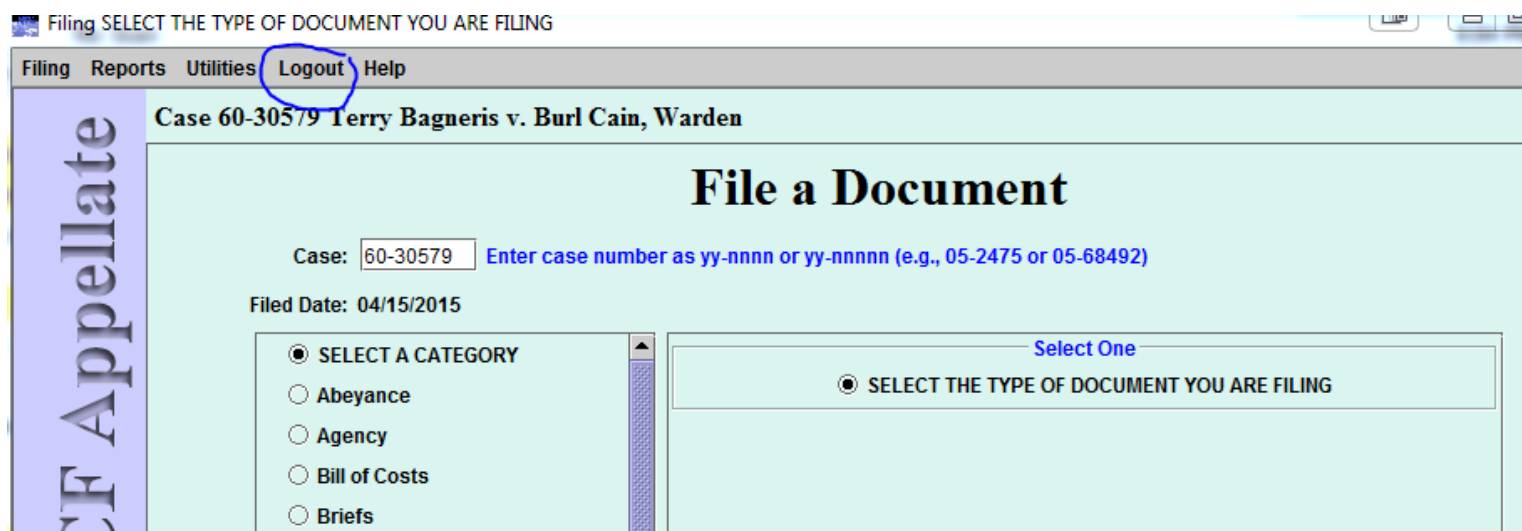 Filing SELECT THE TYPE OF DOCUMENT YOU ARE FILING
Filing Reports Utilities Logout Help
Case 60-30579 Terry Bagneris v. Burl Cain, Warden
File a Document
Case: 60-30579 Enter case number as yy-nnnn or yy-nnnnn (e.g., 05-2475 or 05-68492)
Filed Date: 04/15/2015
SELECT A CATEGORY
Abeyance
Agency
Bill of Costs
Briefs
Select One
SELECT THE TYPE OF DOCUMENT YOU ARE FILING
Appellate